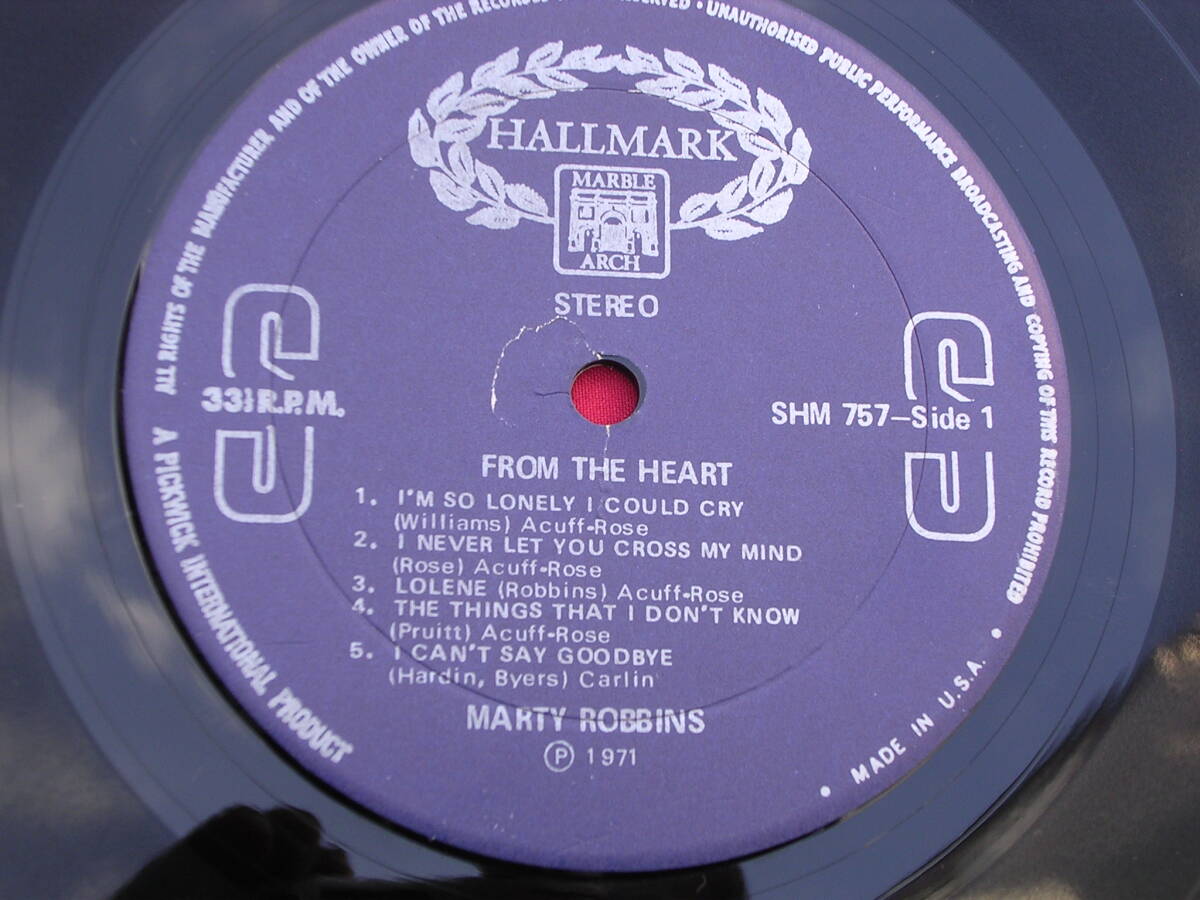 ALL RIGHTS OF THE MANUFACTURER AND OF THE OWNER OF THE RECORDED
UNAUTHORISED PUBLIC PERFORMANCE BROADCASTING AND COPYING OF THIS RECORD PROHIBITED
HALLMARK
MARBLE
ARCH
STEREO
33⅓ R.P.M.
SHM 757-Side 1
FROM THE HEART
1. I'M SO LONELY I COULD CRY
(Williams) Acuff-Rose
2. I NEVER LET YOU CROSS MY MIND
(Rose) Acuff-Rose
3. LOLENE (Robbins) Acuff-Rose
4. THE THINGS THAT I DON'T KNOW
(Pruitt) Acuff-Rose
5. I CAN'T SAY GOODBYE
(Hardin, Byers) Carlin
MARTY ROBBINS
Ⓟ 1971
A PICKWICK INTERNATIONAL PRODUCT
• MADE IN U.S.A. •